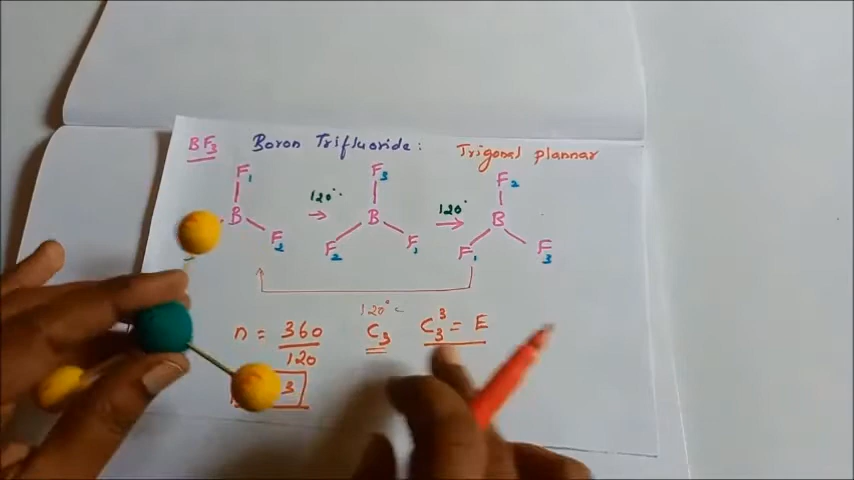 BF3 Boron Trifluoride: Trigonal plannar
F1 F3 F2
120° 120°
B B B
F2 F2 F1 F1 F3
120°c
n = 360 C3 C3^3 = E
120
3